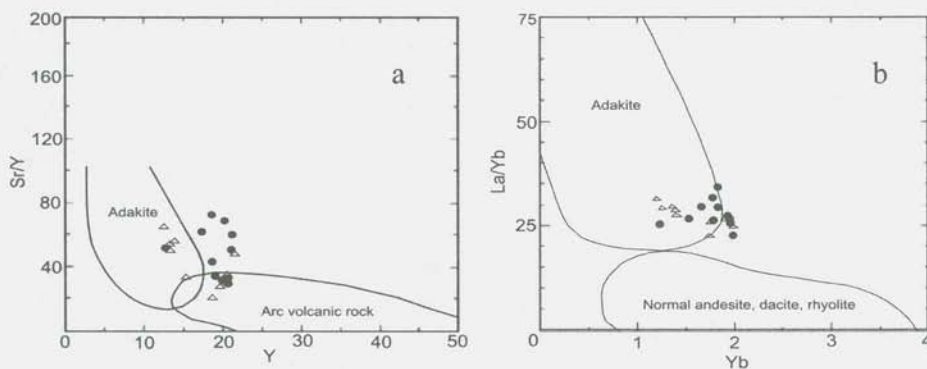 200
160
120
80
40
0
Sr/Y
a
Adakite
Arc volcanic rock
0 10 20 30 40 50
Y
75
50
25
0
La/Yb
b
Adakite
Normal andesite, dacite, rhyolite
1 2 3 4
Yb